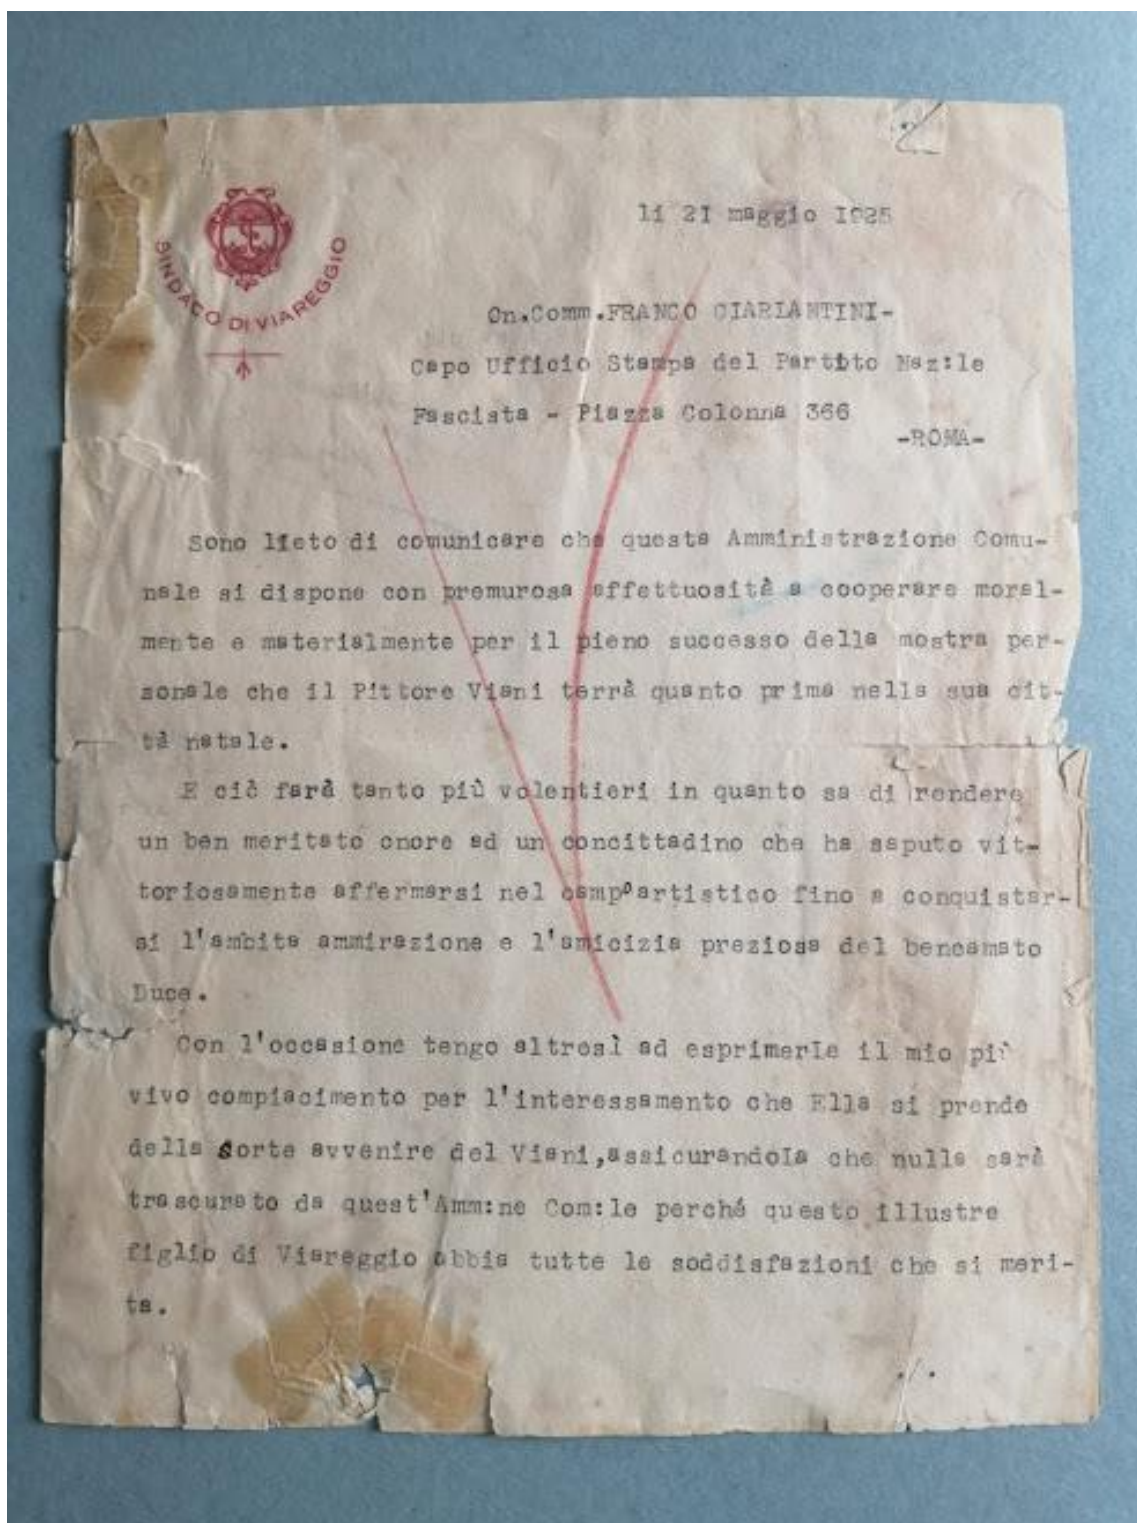 SINDACO DI VIAREGGIO
li 2I maggio I925
On.Comm.FRANCO CIARLANTINI-
Capo Ufficio Stampa del Partito Naz:le
Fascista - Piazza Colonna 366
-ROMA-
Sono lieto di comunicare che questa Amministrazione Comu-
nale si dispone con premurosa affettuosità a cooperare moral-
mente e materialmente per il pieno successo della mostra per-
sonale che il Pittore Viani terrà quanto prima nella sua cit-
tà natale.
E ciò farà tanto più volentieri in quanto sa di rendere
un ben meritato onore ad un concittadino che ha saputo vit-
toriosamente affermarsi nel campo artistico fino a conquistar-
si l'ambita ammirazione e l'amicizia preziosa del beneamato
Duce.
Con l'occasione tengo altresì ad esprimerLe il mio più
vivo compiacimento per l'interessamento che Ella si prende
della sorte avvenire del Viani,assicurandoLa che nulla sarà
trascurato da quest'Amm:ne Com:le perché questo illustre
figlio di Viareggio abbia tutte le soddisfazioni che si meri-
ta.
./.